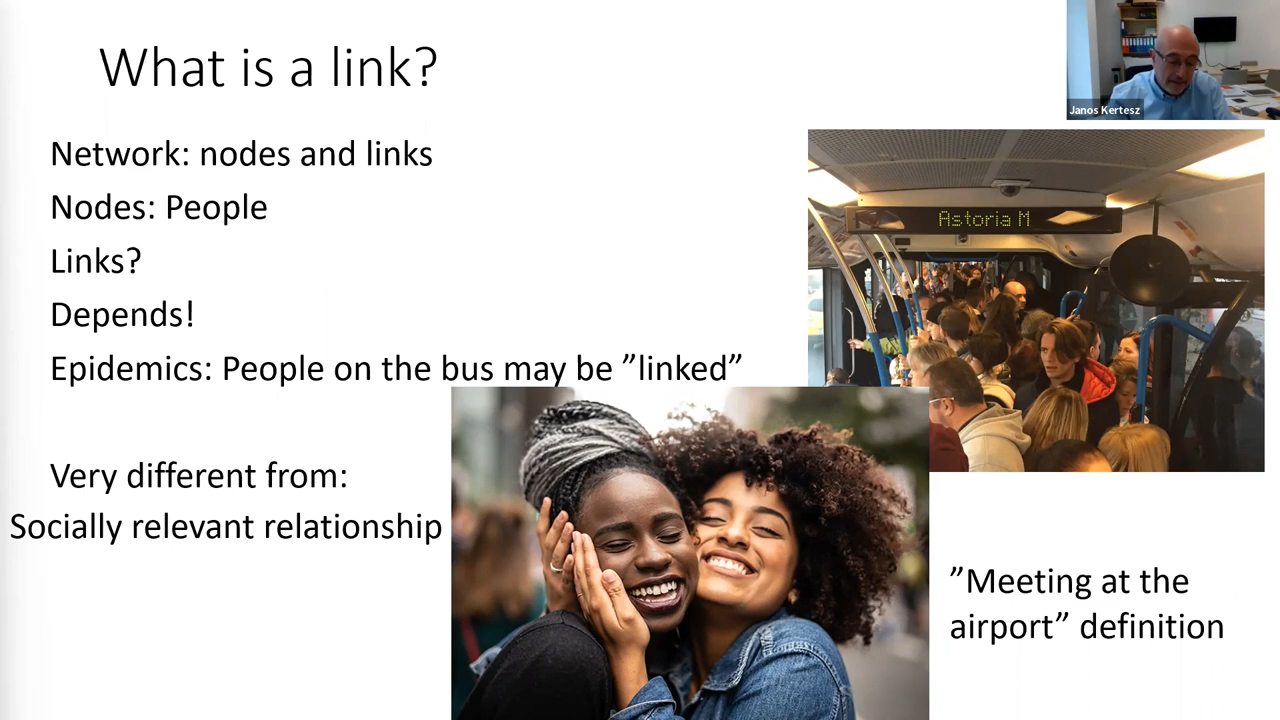 What is a link?
Janos Kertesz
Network: nodes and links
Nodes: People
Astoria M
Links?
Depends!
Epidemics: People on the bus may be ”linked”
Very different from:
Socially relevant relationship
”Meeting at the
airport” definition